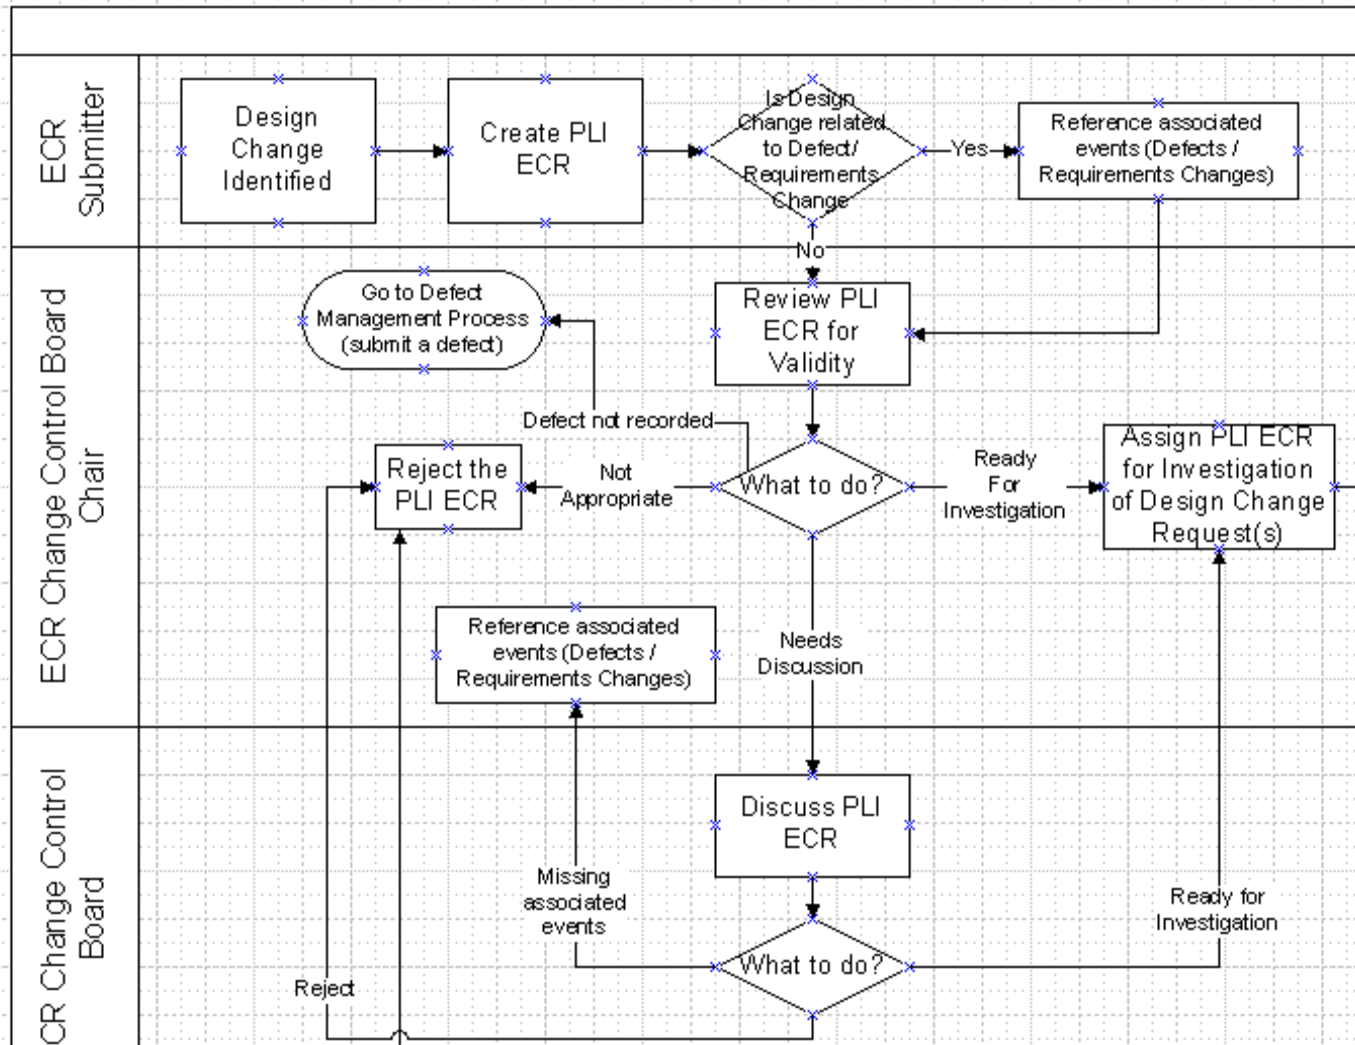 ECR
Submitter
Design
Change
Identified
Create PLI
ECR
Is Design
Change related
to Defect/
Requirements
Change
Yes
Reference associated
events (Defects /
Requirements Changes)
No
ECR Change Control Board
Chair
Go to Defect
Management Process
(submit a defect)
Review PLI
ECR for
Validity
Defect not recorded
Reject the
PLI ECR
Not
Appropriate
What to do?
Ready
For
Investigation
Assign PLI ECR
for Investigation
of Design Change
Request(s)
Reference associated
events (Defects /
Requirements Changes)
Needs
Discussion
CR Change Control
Board
Discuss PLI
ECR
Missing
associated
events
What to do?
Ready for
Investigation
Reject